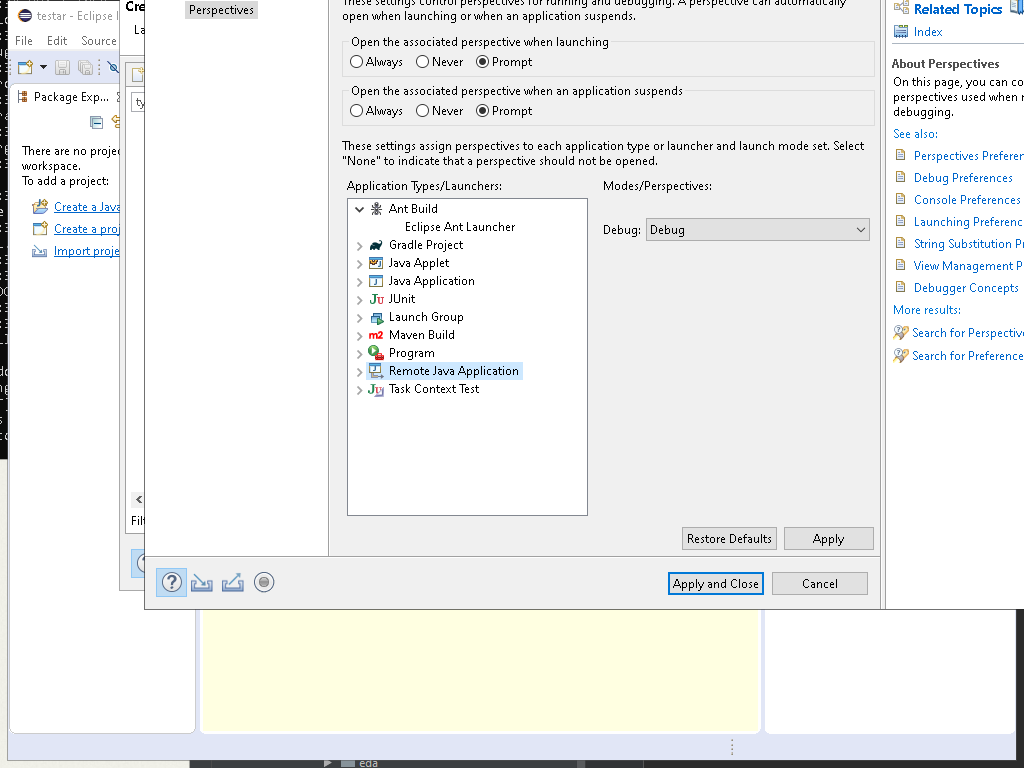 testar - Eclipse I
File Edit Source
Package Exp...
There are no projec
workspace.
To add a project:
Create a Java
Create a proj
Import proje
Cre
La
ty
Filt
Perspectives
These settings control perspectives for running and debugging. A perspective can automatically
open when launching or when an application suspends.
Open the associated perspective when launching
Always Never Prompt
Open the associated perspective when an application suspends
Always Never Prompt
These settings assign perspectives to each application type or launcher and launch mode set. Select
"None" to indicate that a perspective should not be opened.
Application Types/Launchers:
Modes/Perspectives:
Ant Build
Eclipse Ant Launcher
Gradle Project
Java Applet
Java Application
JUnit
Launch Group
Maven Build
Program
Remote Java Application
Task Context Test
Debug: Debug
Restore Defaults Apply
Apply and Close Cancel
Related Topics
Index
About Perspectives
On this page, you can co
perspectives used when r
debugging.
See also:
Perspectives Preferen
Debug Preferences
Console Preferences
Launching Preferenc
String Substitution Pr
View Management P
Debugger Concepts
More results:
Search for Perspective
Search for Preference
eda